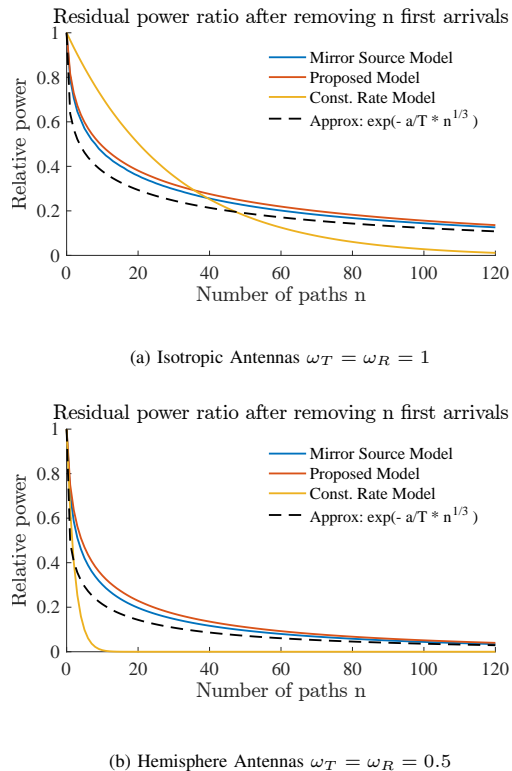 Residual power ratio after removing n first arrivals
1
0.8
0.6
0.4
0.2
0
Relative power
Mirror Source Model
Proposed Model
Const. Rate Model
Approx: exp(- a/T * n^{1/3} )
0 20 40 60 80 100 120
Number of paths n
(a) Isotropic Antennas ω_T = ω_R = 1
Residual power ratio after removing n first arrivals
1
0.8
0.6
0.4
0.2
0
Relative power
Mirror Source Model
Proposed Model
Const. Rate Model
Approx: exp(- a/T * n^{1/3} )
0 20 40 60 80 100 120
Number of paths n
(b) Hemisphere Antennas ω_T = ω_R = 0.5